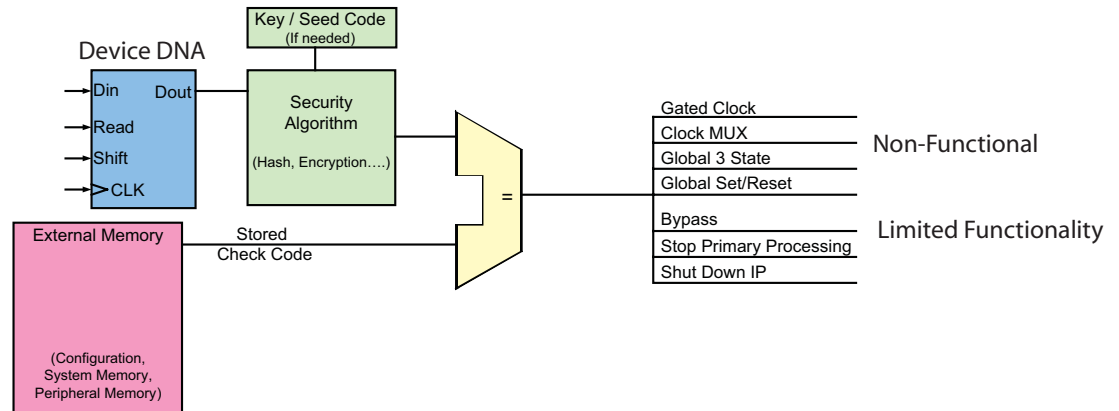 Key / Seed Code
(If needed)
Device DNA
Din
Dout
Read
Shift
CLK
Security
Algorithm
(Hash, Encryption....)
External Memory
(Configuration,
System Memory,
Peripheral Memory)
Stored
Check Code
=
Gated Clock
Clock MUX
Global 3 State
Global Set/Reset
Non-Functional
Bypass
Stop Primary Processing
Shut Down IP
Limited Functionality